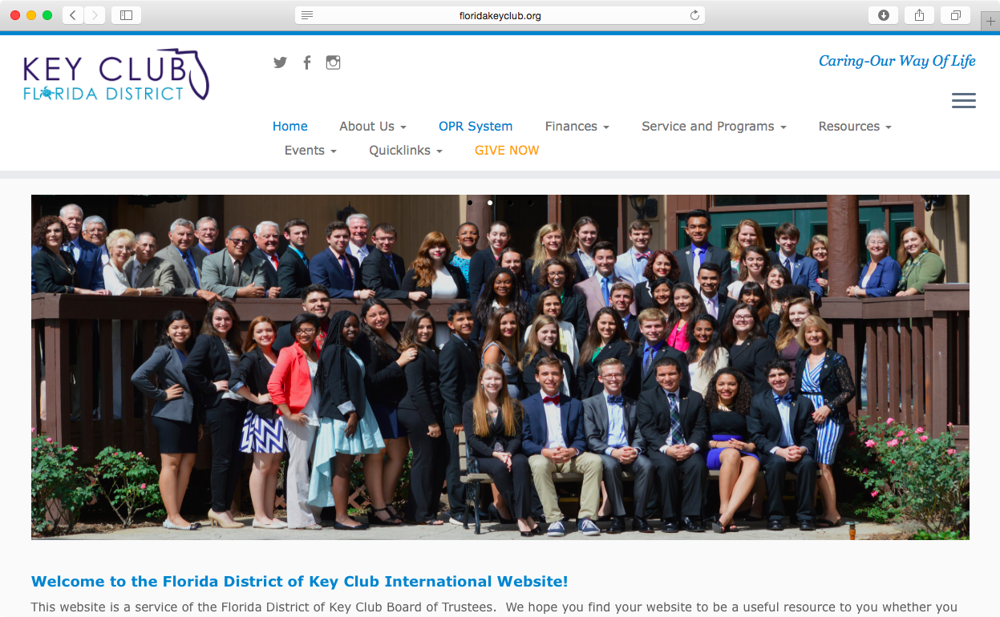 floridakeyclub.org
KEY CLUB
FLORIDA DISTRICT
Caring-Our Way Of Life
Home About Us OPR System Finances Service and Programs Resources
Events Quicklinks GIVE NOW
Welcome to the Florida District of Key Club International Website!
This website is a service of the Florida District of Key Club Board of Trustees.  We hope you find your website to be a useful resource to you whether you